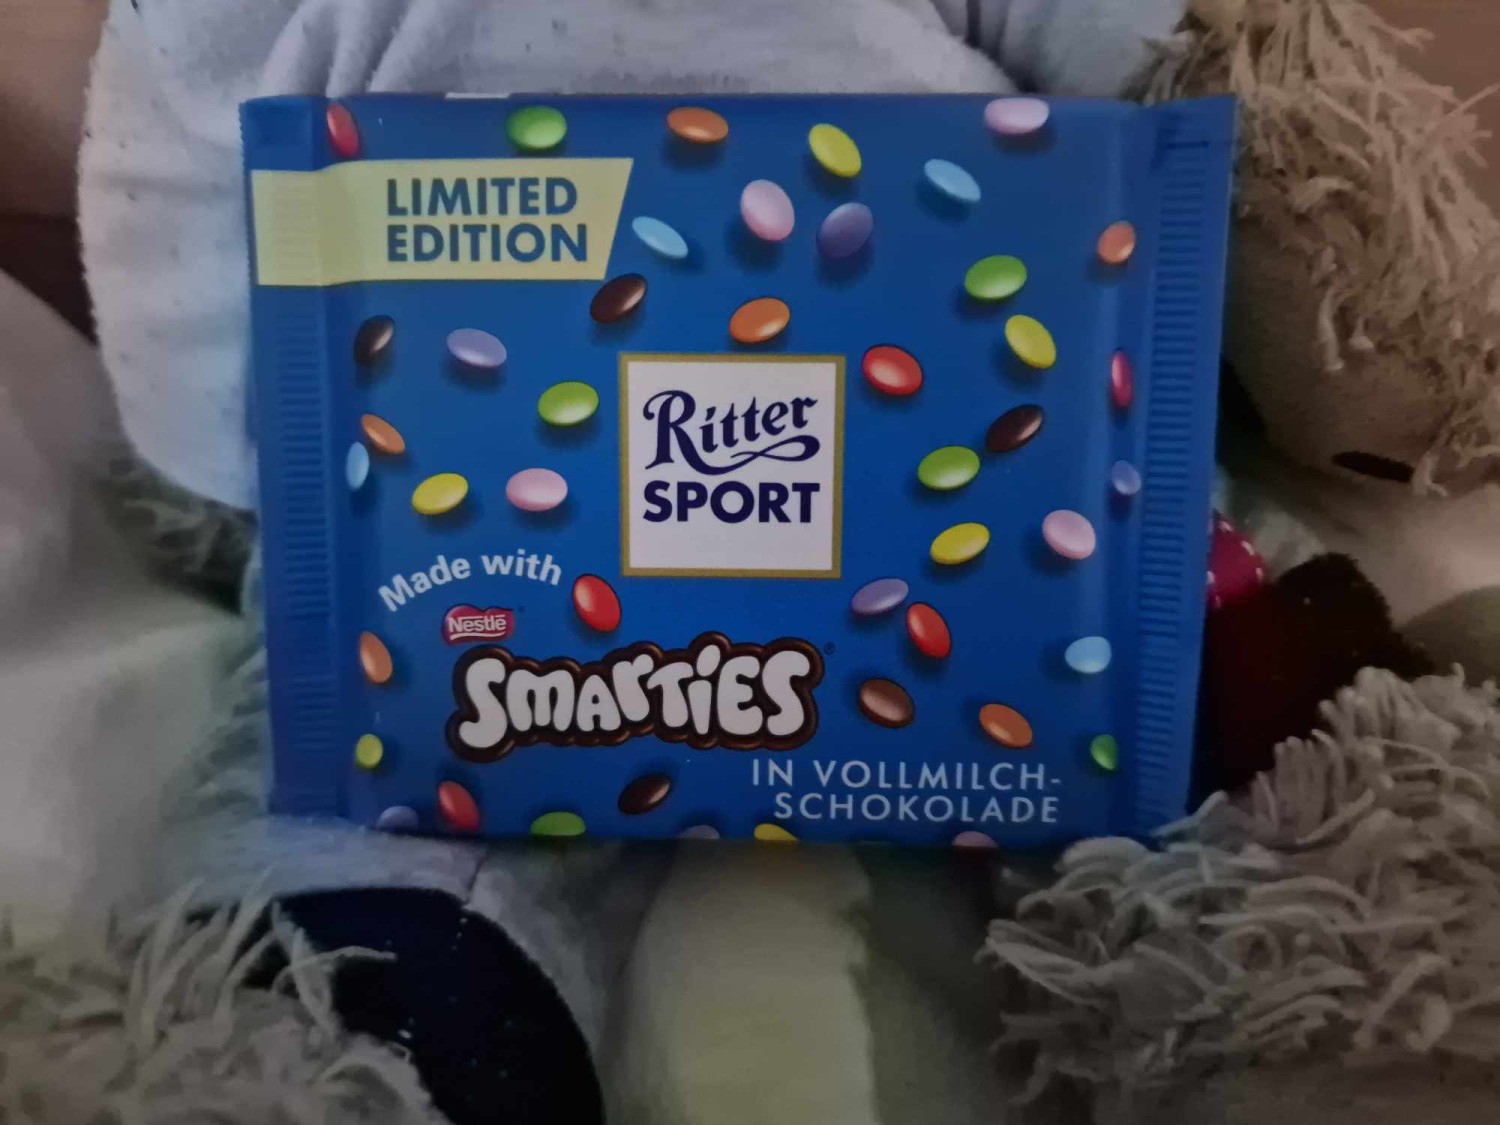 LIMITED
EDITION
Ritter
SPORT
Made with
Nestlé
SMARTIES®
IN VOLLMILCH-
SCHOKOLADE